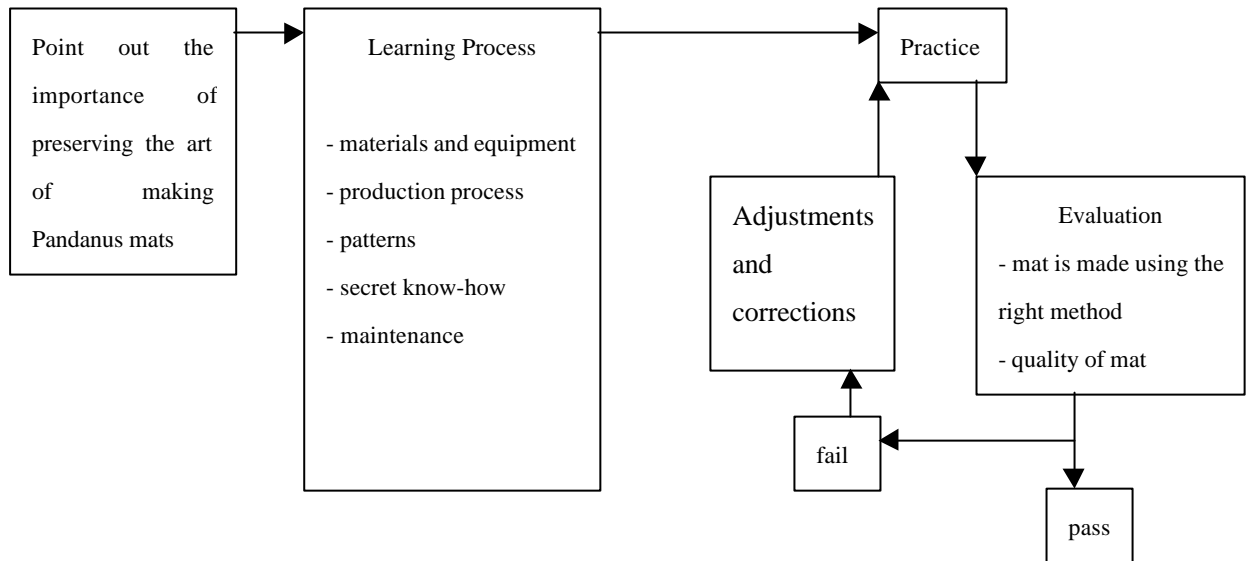 Point out the
importance of
preserving the art
of making
Pandanus mats
Learning Process
- materials and equipment
- production process
- patterns
- secret know-how
- maintenance
Practice
Adjustments
and
corrections
Evaluation
- mat is made using the
right method
- quality of mat
fail
pass